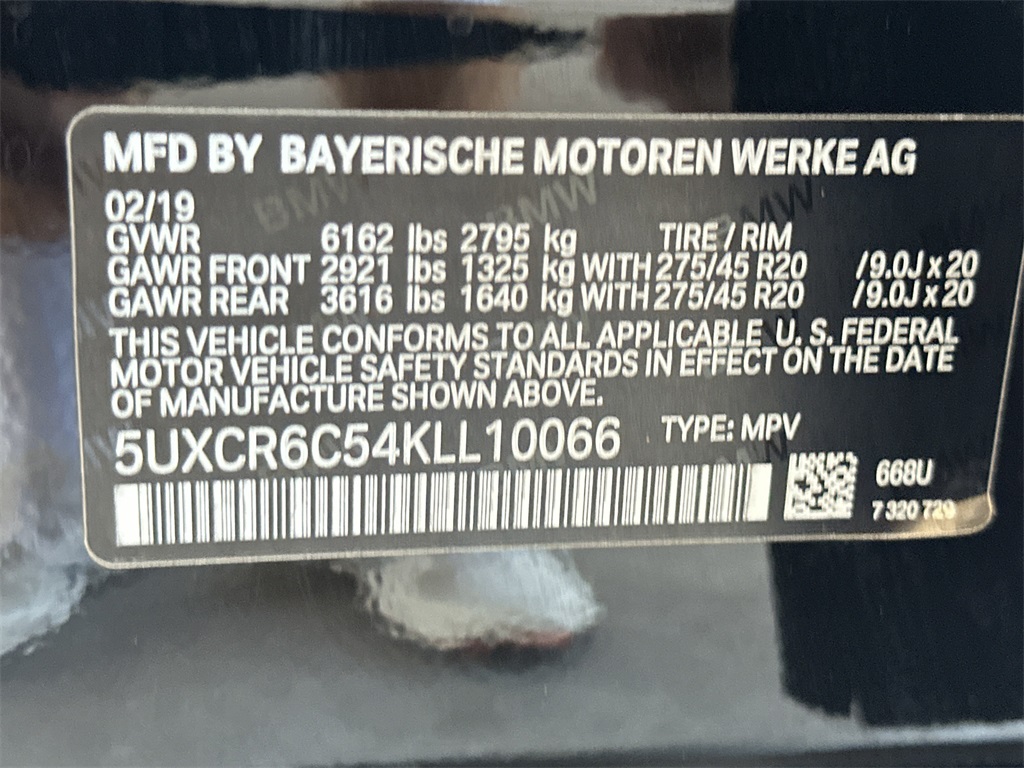 MFD BY BAYERISCHE MOTOREN WERKE AG
02/19
GVWR 6162 lbs 2795 kg TIRE / RIM
GAWR FRONT 2921 lbs 1325 kg WITH 275/45 R20 /9.0J x 20
GAWR REAR 3616 lbs 1640 kg WITH 275/45 R20 /9.0J x 20
THIS VEHICLE CONFORMS TO ALL APPLICABLE U. S. FEDERAL
MOTOR VEHICLE SAFETY STANDARDS IN EFFECT ON THE DATE
OF MANUFACTURE SHOWN ABOVE.
5UXCR6C54KLL10066 TYPE: MPV
668U
7 320 729